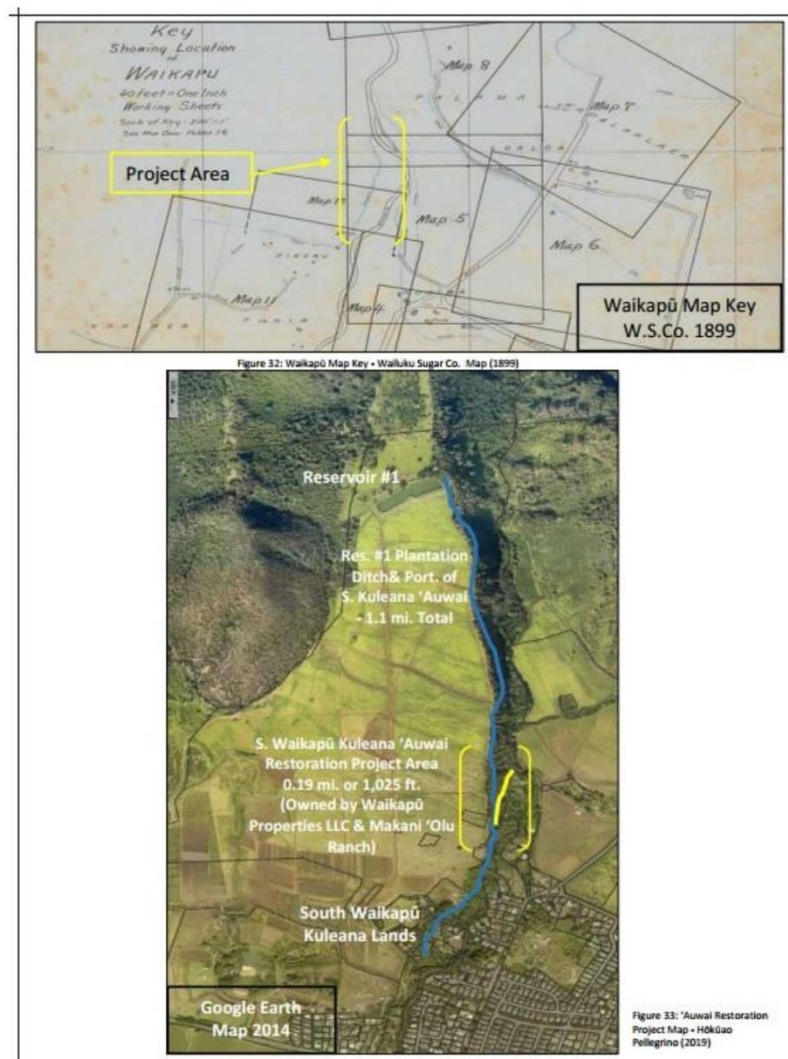 Key
Showing Location
of
WAIKAPU
40 feet = One Inch
Working Sheets
Map 8
Map 7
Project Area
Map 5
Map 6
Map 11
Map 4
Waikapū Map Key
W.S.Co. 1899
Figure 32: Waikapū Map Key • Wailuku Sugar Co. Map (1899)
Reservoir #1
Res. #1 Plantation
Ditch& Port. of
S. Kuleana ‘Auwai
- 1.1 mi. Total
S. Waikapū Kuleana ‘Auwai
Restoration Project Area
0.19 mi. or 1,025 ft.
(Owned by Waikapū
Properties LLC & Makani ‘Olu
Ranch)
South Waikapū
Kuleana Lands
Google Earth
Map 2014
Figure 33: ‘Auwai Restoration
Project Map • Hōkūao
Pellegrino (2019)